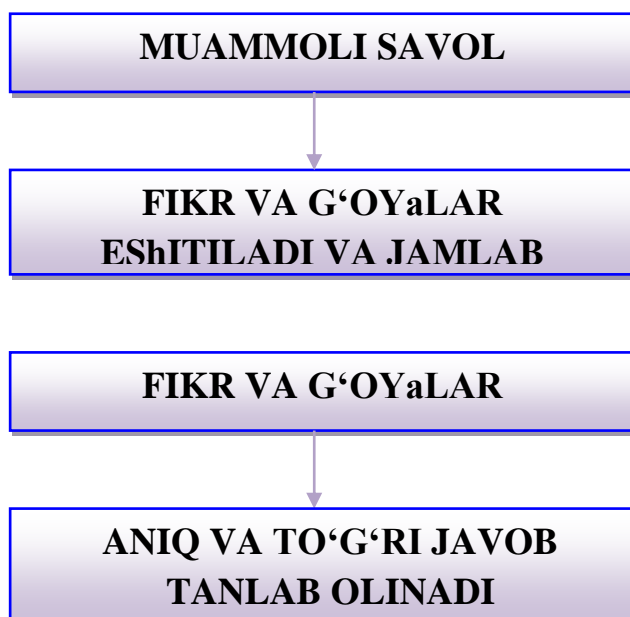 MUAMMOLI SAVOL
FIKR VA G‘OYaLAR
EShITILADI VA JAMLAB
FIKR VA G‘OYaLAR
ANIQ VA TO‘G‘RI JAVOB
TANLAB OLINADI